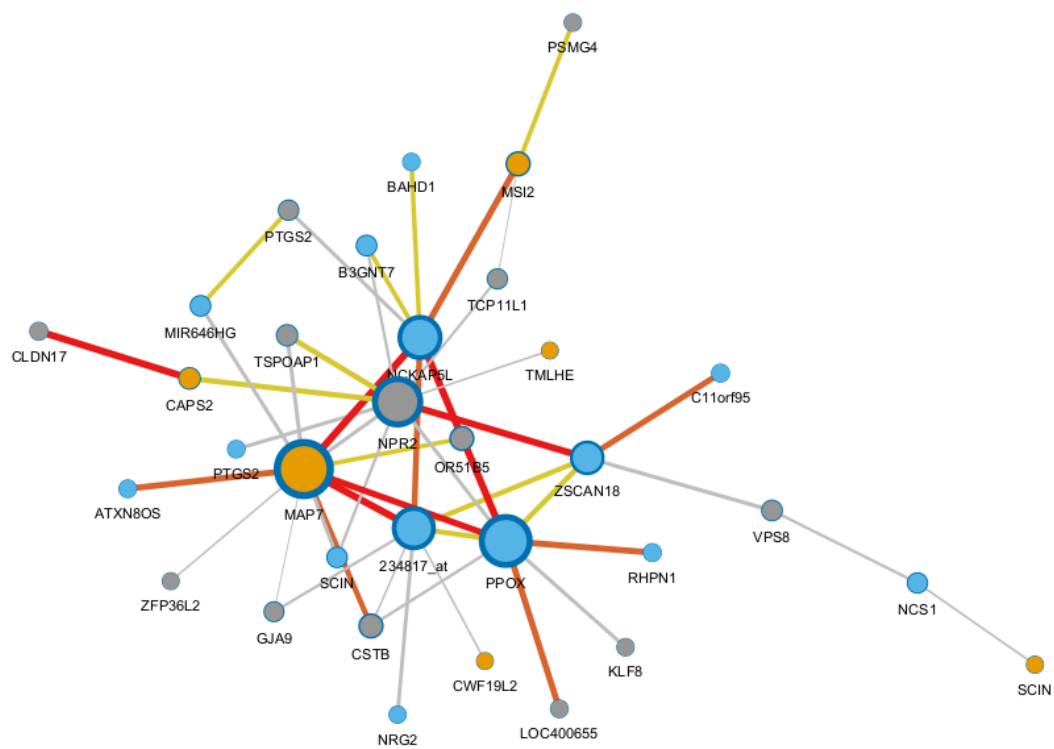 PSMG4
BAHD1
MSI2
PTGS2
B3GNT7
TCP11L1
MIR646HG
CLDN17
TSPOAP1
NCKAP5L
TMLHE
CAPS2
C11orf95
NPR2
OR51B5
PTGS2
ZSCAN18
ATXN8OS
MAP7
VPS8
234817_at
PPOX
RHPN1
SCIN
ZFP36L2
NCS1
GJA9
CSTB
KLF8
CWF19L2
SCIN
LOC400655
NRG2